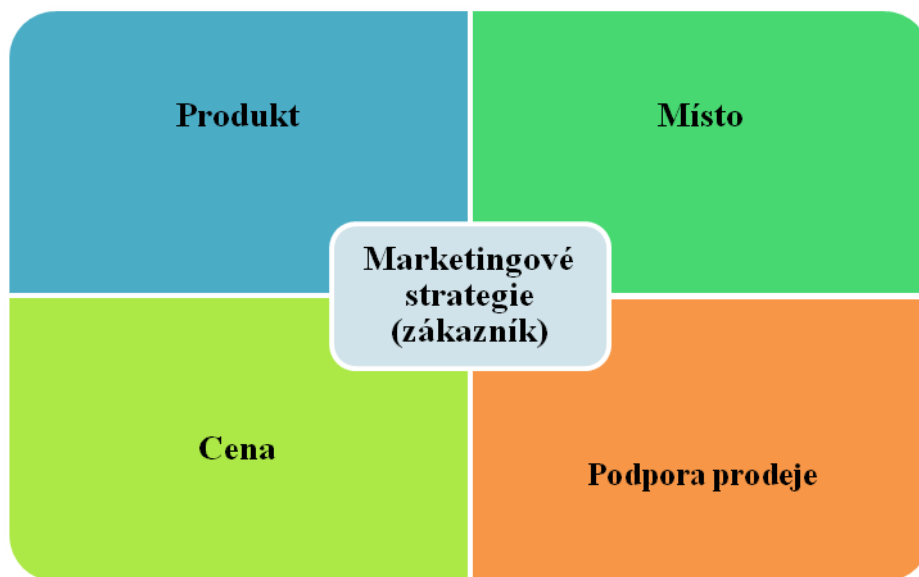 Produkt
Místo
Marketingové
strategie
(zákazník)
Cena
Podpora prodeje